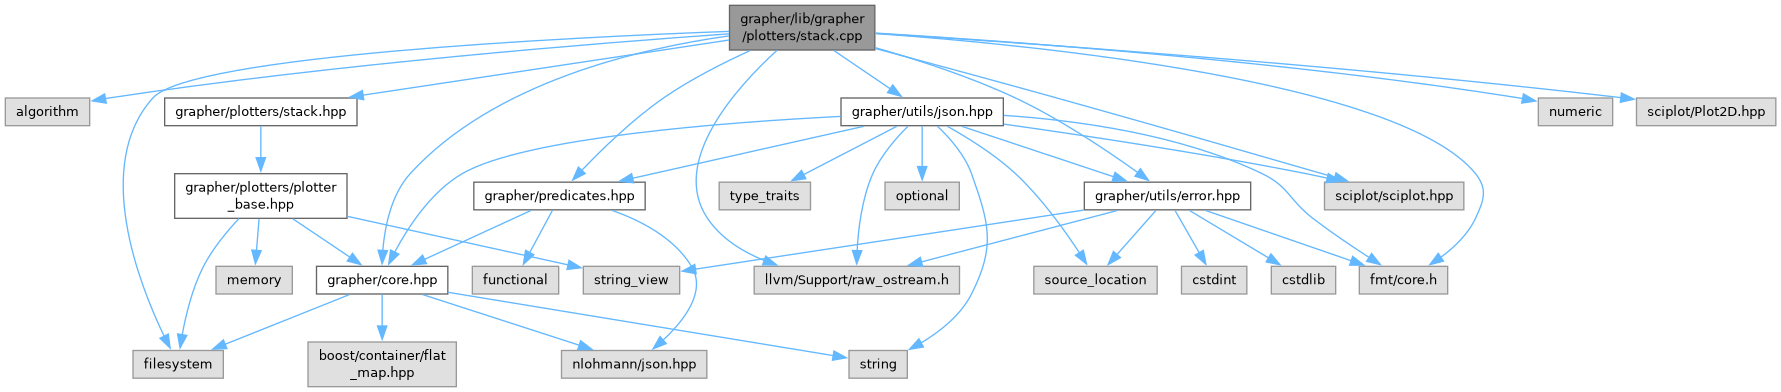 grapher/lib/grapher
/plotters/stack.cpp
algorithm
grapher/plotters/stack.hpp
grapher/utils/json.hpp
numeric
sciplot/Plot2D.hpp
grapher/plotters/plotter
_base.hpp
grapher/predicates.hpp
type_traits
optional
grapher/utils/error.hpp
sciplot/sciplot.hpp
memory
grapher/core.hpp
functional
string_view
llvm/Support/raw_ostream.h
source_location
cstdint
cstdlib
fmt/core.h
filesystem
boost/container/flat
_map.hpp
nlohmann/json.hpp
string